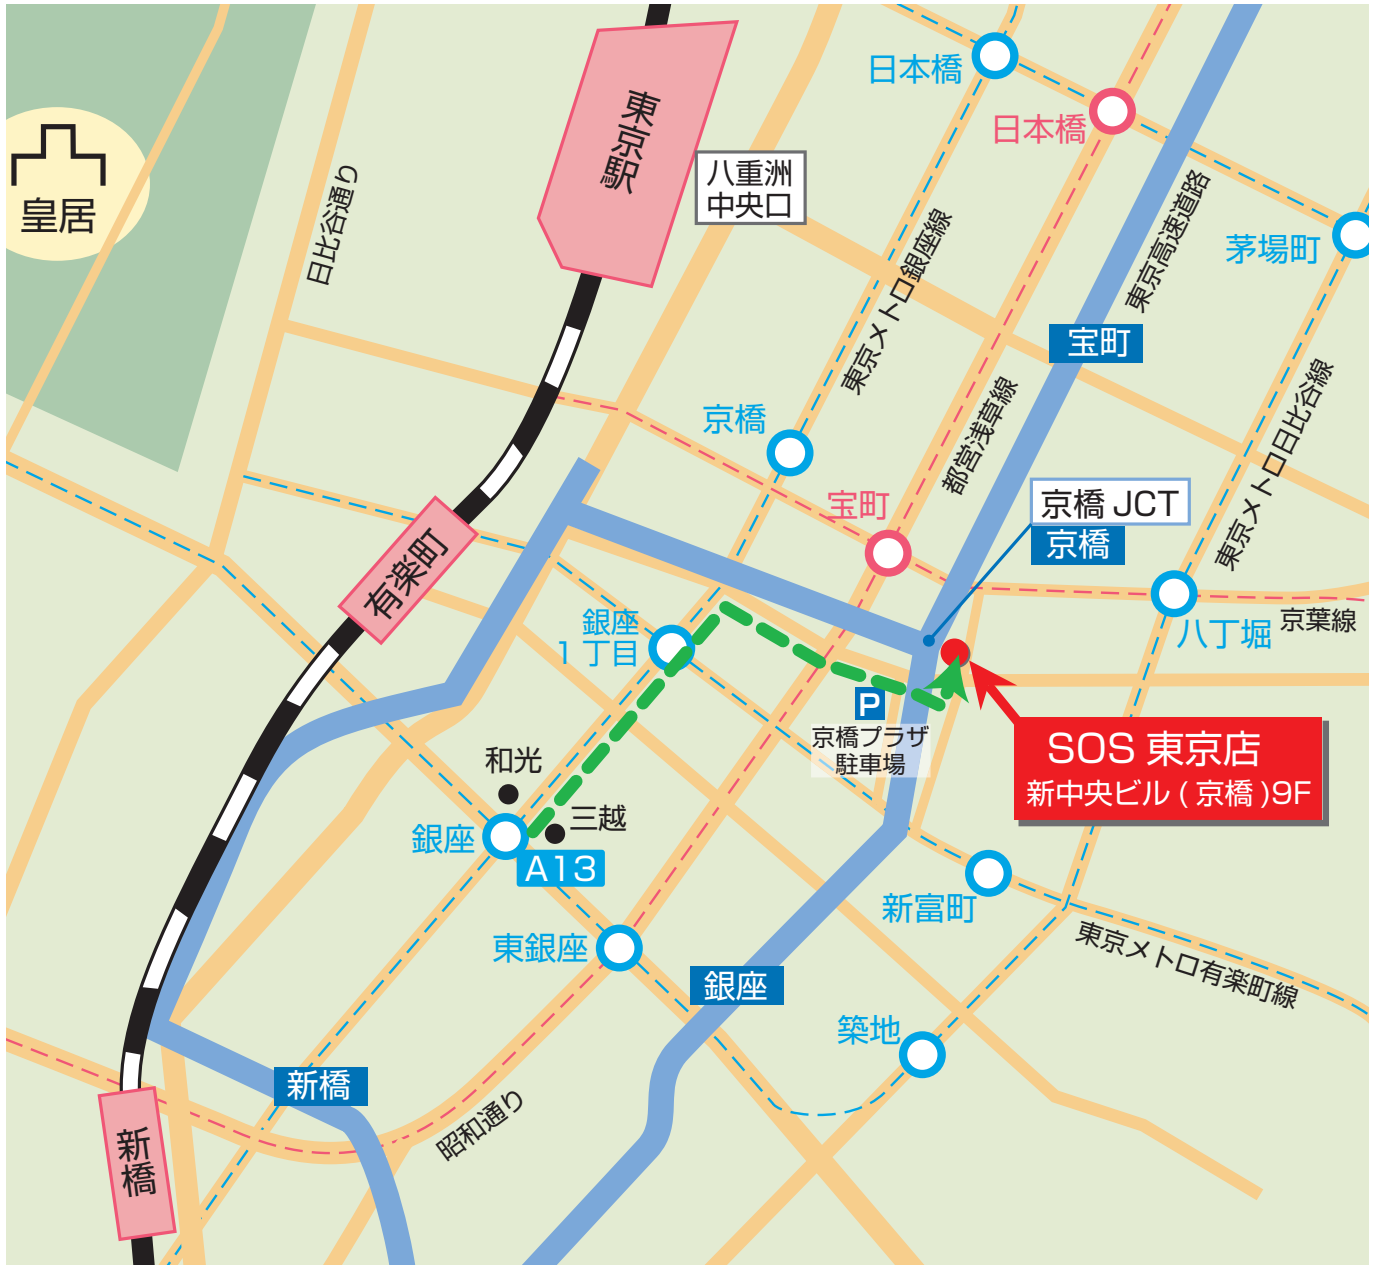 日本橋
日本橋
東京駅
八重洲
中央口
皇居
日比谷通り
東京メトロ銀座線
東京高速道路
茅場町
宝町
東京メトロ日比谷線
京橋
都営浅草線
宝町
京橋 JCT
京橋
有楽町
銀座
1 丁目
八丁堀
京葉線
P
京橋プラザ
駐車場
SOS 東京店
新中央ビル ( 京橋 )9F
和光
三越
銀座
A13
新富町
東銀座
東京メトロ有楽町線
銀座
築地
新橋
昭和通り
新橋